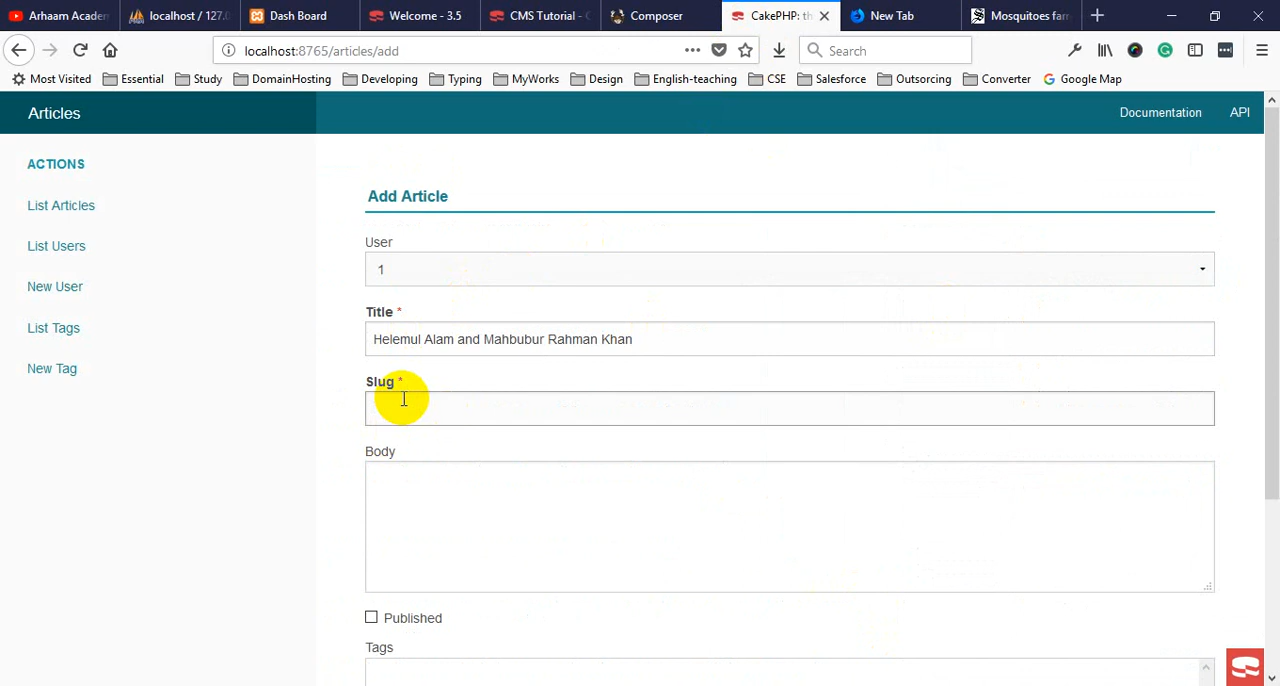 Arhaam Academ
localhost / 127.0
Dash Board
Welcome - 3.5
CMS Tutorial - C
Composer
CakePHP: th
New Tab
Mosquitoes farm
localhost:8765/articles/add
Search
Most Visited
Essential
Study
DomainHosting
Developing
Typing
MyWorks
Design
English-teaching
CSE
Salesforce
Outsorcing
Converter
Google Map
Articles
Documentation
API
ACTIONS
List Articles
List Users
New User
List Tags
New Tag
Add Article
User
1
Title *
Helemul Alam and Mahbubur Rahman Khan
Slug *
Body
Published
Tags